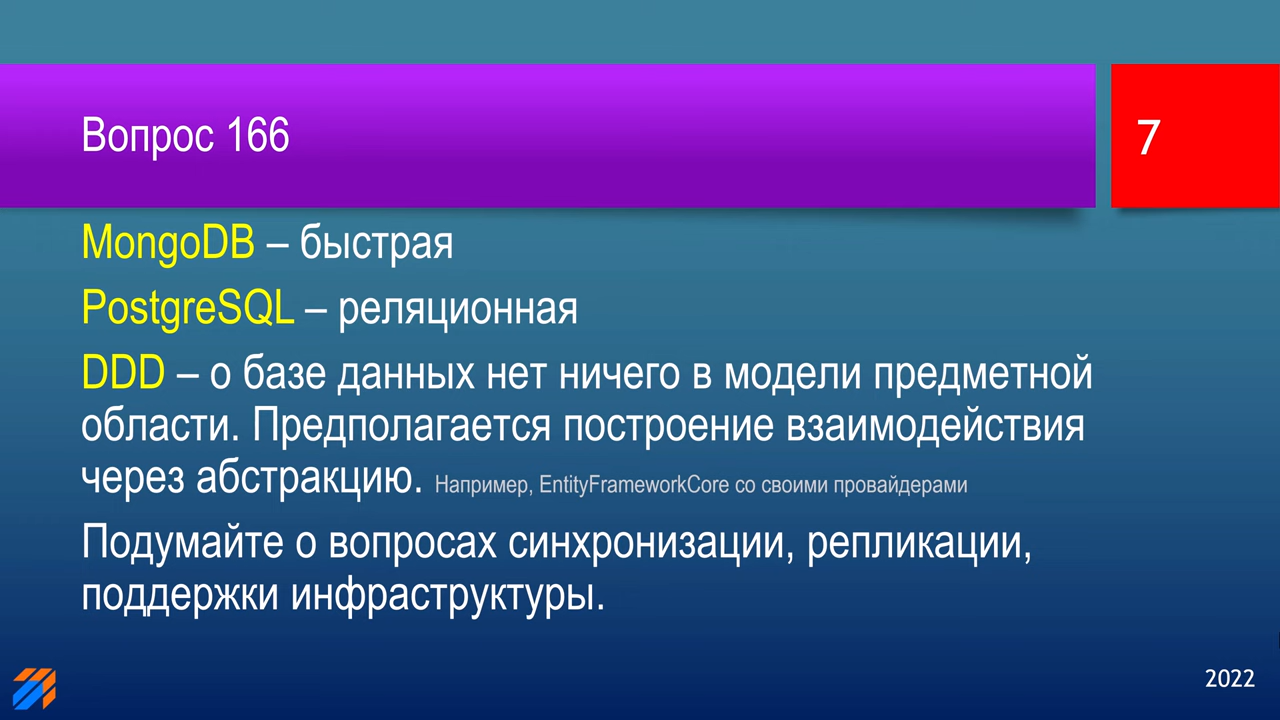 Вопрос 166
7
MongoDB – быстрая
PostgreSQL – реляционная
DDD – о базе данных нет ничего в модели предметной
области. Предполагается построение взаимодействия
через абстракцию. Например, EntityFrameworkCore со своими провайдерами
Подумайте о вопросах синхронизации, репликации,
поддержки инфраструктуры.
2022